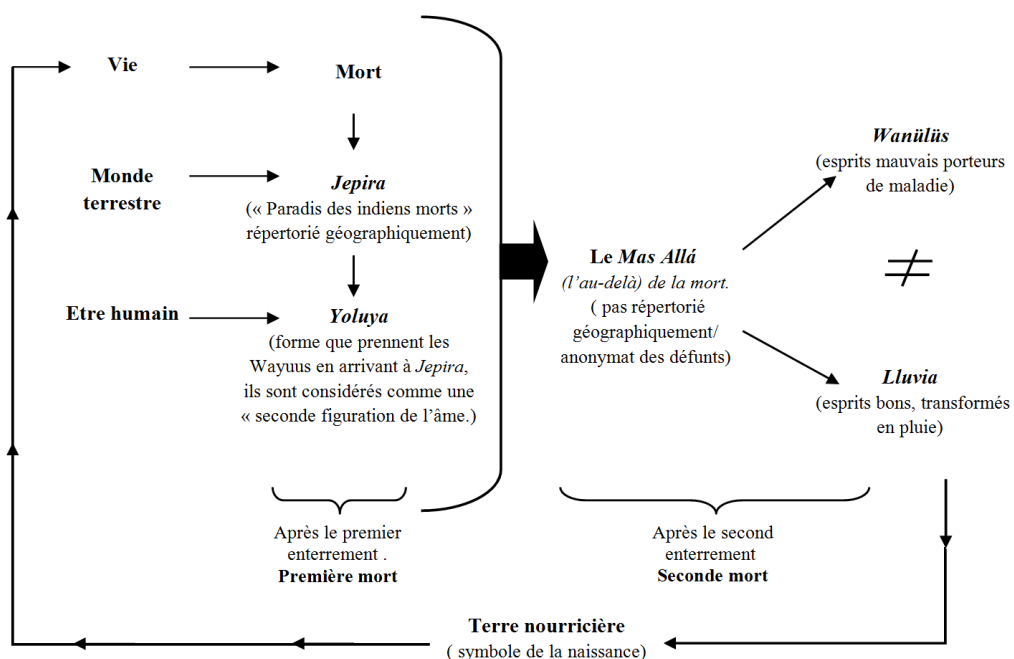 Vie
Mort
Monde
terrestre
Jepira
(« Paradis des indiens morts »
répertorié géographiquement)
Etre humain
Yoluya
(forme que prennent les
Wayuus en arrivant à Jepira,
ils sont considérés comme une
« seconde figuration de l’âme.)
Après le premier
enterrement .
Première mort
Le Mas Allá
(l’au-delà) de la mort.
( pas répertorié
géographiquement/
anonymat des défunts)
Wanülüs
(esprits mauvais porteurs
de maladie)
≠
Lluvia
(esprits bons, transformés
en pluie)
Après le second
enterrement
Seconde mort
Terre nourricière
( symbole de la naissance)